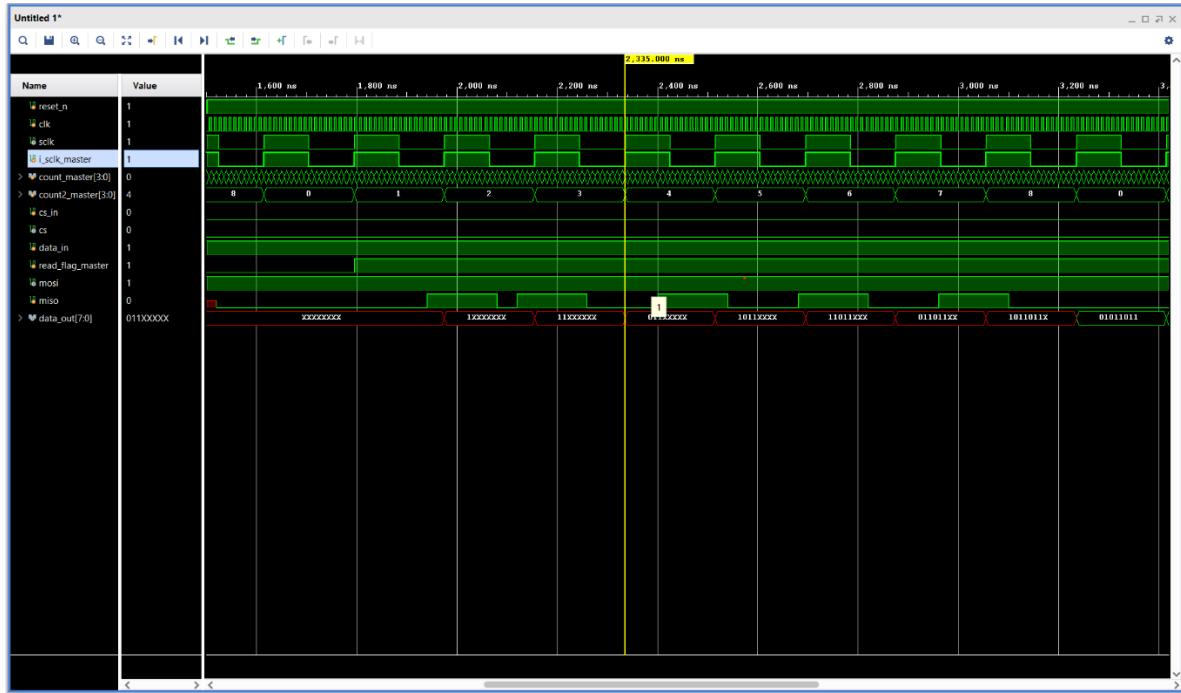 Untitled 1*
2,335.000 ns
Name Value
1,600 ns 1,800 ns 2,000 ns 2,200 ns 2,400 ns 2,600 ns 2,800 ns 3,000 ns 3,200 ns 3,
reset_n 1
clk 1
sclk 1
i_sclk_master 1
count_master[3:0] 0
count2_master[3:0] 4 8 0 1 2 3 4 5 6 7 8 0
cs_in 0
cs 0
data_in 1
read_flag_master 1
mosi 1
miso 0
1
data_out[7:0] 011XXXXX XXXXXXXX 1XXXXXXX 11XXXXXX 1011XXXX 11011XXX 011011XX 1011011X 01011011